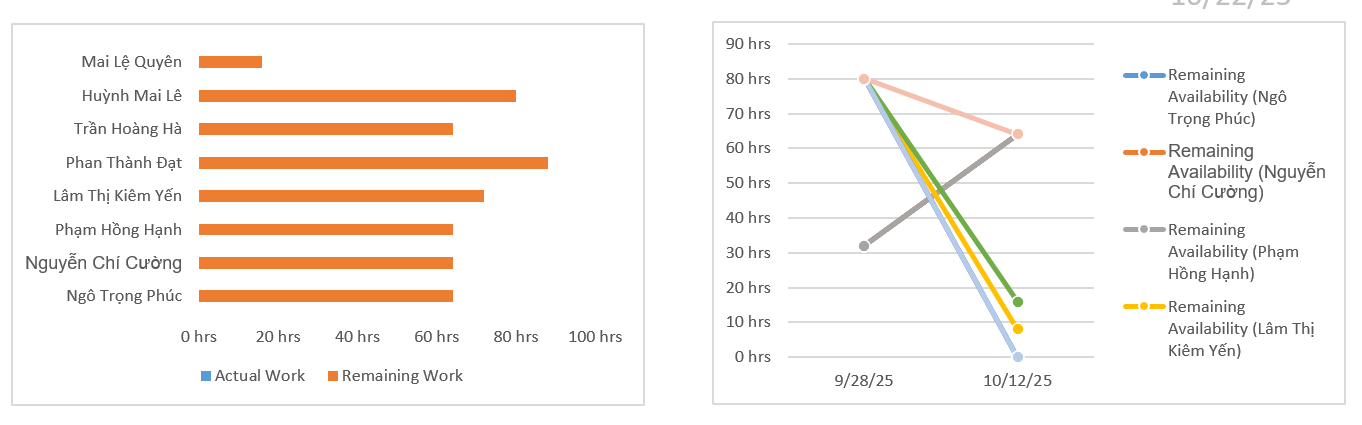 10/22/25
Mai Lệ Quyên
Huỳnh Mai Lê
Trần Hoàng Hà
Phan Thành Đạt
Lâm Thị Kiêm Yến
Phạm Hồng Hạnh
Nguyễn Chí Cường
Ngô Trọng Phúc
0 hrs 20 hrs 40 hrs 60 hrs 80 hrs 100 hrs
Actual Work Remaining Work
90 hrs
80 hrs
70 hrs
60 hrs
50 hrs
40 hrs
30 hrs
20 hrs
10 hrs
0 hrs
9/28/25 10/12/25
Remaining
Availability (Ngô
Trọng Phúc)
Remaining
Availability (Nguyễn
Chí Cường)
Remaining
Availability (Phạm
Hồng Hạnh)
Remaining
Availability (Lâm Thị
Kiêm Yến)